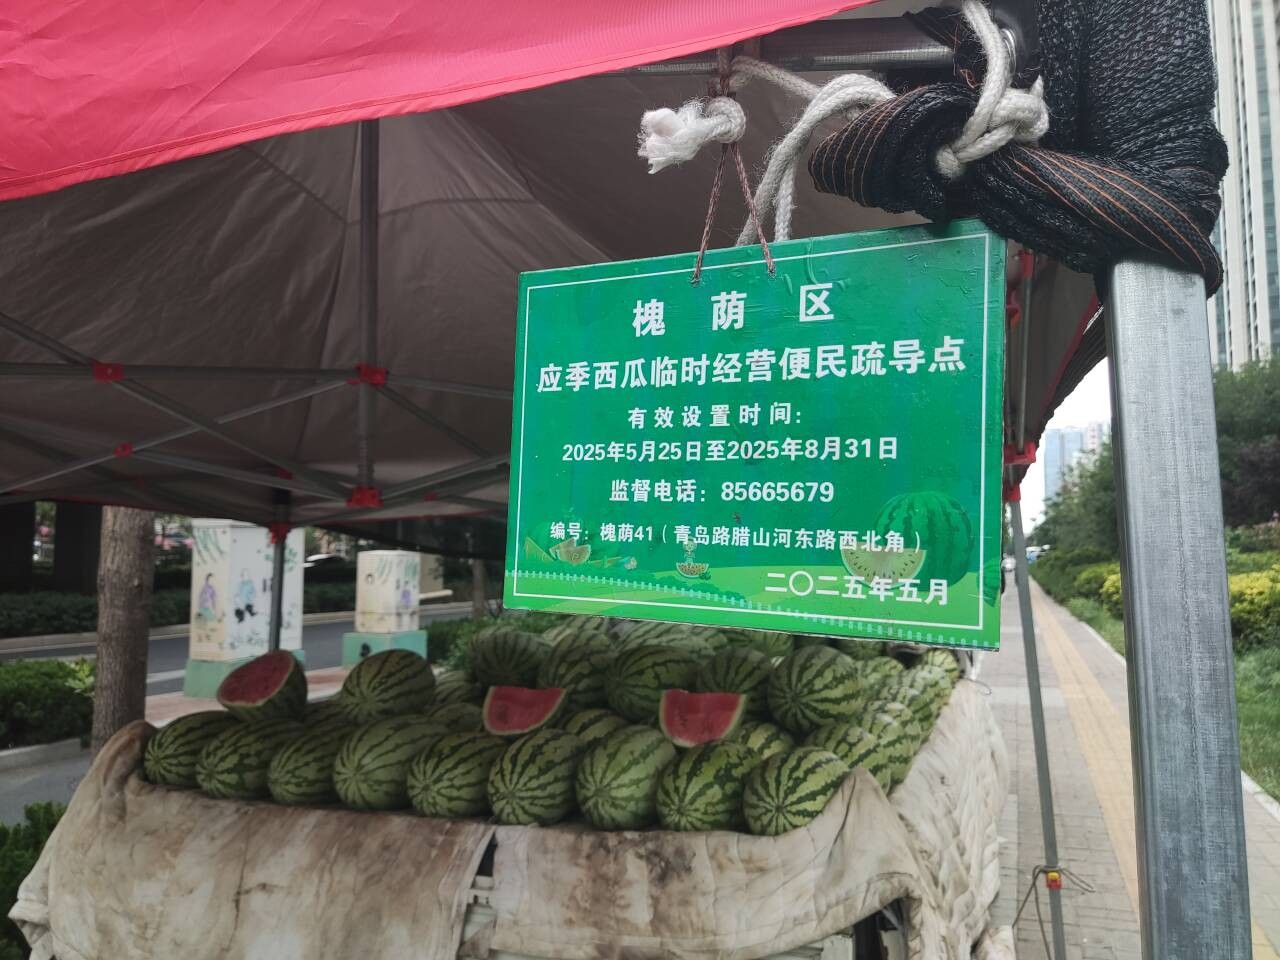 槐荫区
应季西瓜临时经营便民疏导点
有效设置时间：
2025年5月25日至2025年8月31日
监督电话：85665679
编号：槐荫41（青岛路腊山河东路西北角）
二〇二五年五月